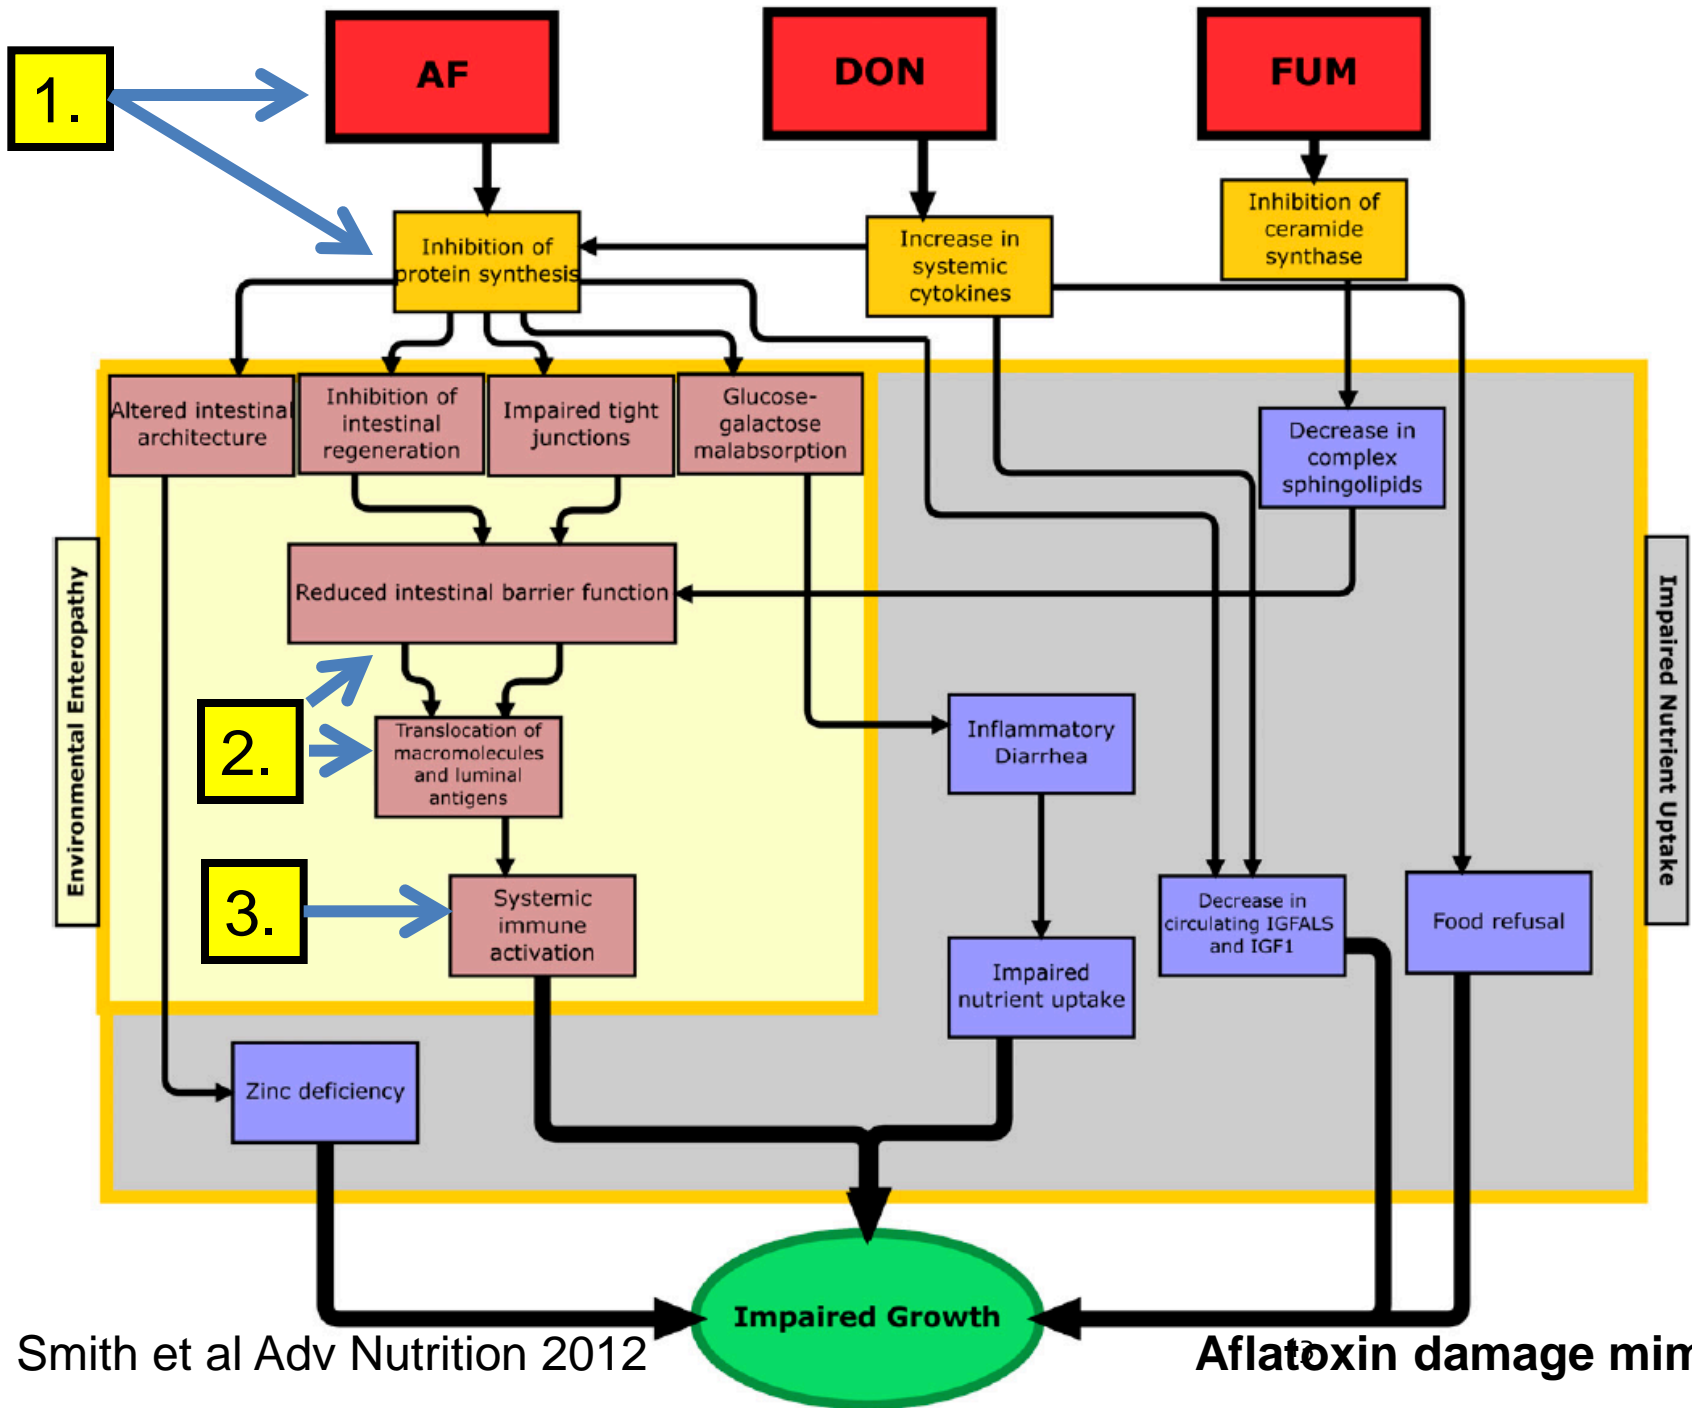 1.
AF
DON
FUM
Inhibition of
protein synthesis
Increase in
systemic
cytokines
Inhibition of
ceramide
synthase
Altered intestinal
architecture
Inhibition of
intestinal
regeneration
Impaired tight
junctions
Glucose-
galactose
malabsorption
Decrease in
complex
sphingolipids
Environmental Enteropathy
Reduced intestinal barrier function
Impaired Nutrient Uptake
2.
Translocation of
macromolecules
and luminal
antigens
Inflammatory
Diarrhea
3.
Systemic
immune
activation
Decrease in
circulating IGFALS
and IGF1
Food refusal
Impaired
nutrient uptake
Zinc deficiency
Impaired Growth
Smith et al Adv Nutrition 2012
Aflatoxin damage mim